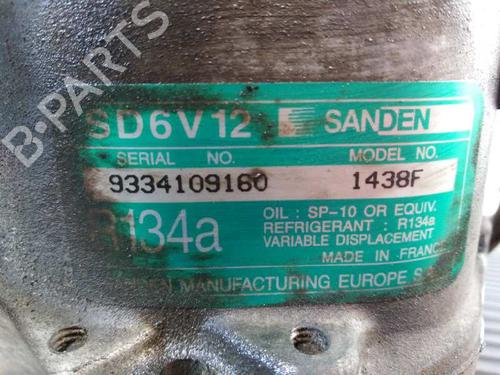 B-PARTS
SD6V12 SANDEN
SERIAL NO. MODEL NO.
9334109160 1438F
R134a
OIL : SP-10 OR EQUIV.
REFRIGERANT : R134a
VARIABLE DISPLACEMENT
MADE IN FRANCE
SANDEN MANUFACTURING EUROPE